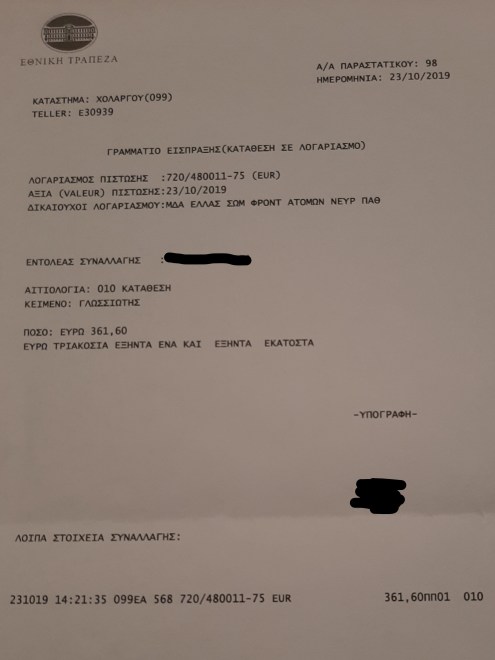 ΕΘΝΙΚΗ ΤΡΑΠΕΖΑ
Α/Α ΠΑΡΑΣΤΑΤΙΚΟΥ: 98
ΗΜΕΡΟΜΗΝΙΑ: 23/10/2019
ΚΑΤΑΣΤΗΜΑ: ΧΟΛΑΡΓΟΥ(099)
TELLER: E30939
ΓΡΑΜΜΑΤΙΟ ΕΙΣΠΡΑΞΗΣ(ΚΑΤΑΘΕΣΗ ΣΕ ΛΟΓΑΡΙΑΣΜΟ)
ΛΟΓΑΡΙΑΣΜΟΣ ΠΙΣΤΩΣΗΣ :720/480011-75 (EUR)
ΑΞΙΑ (VALEUR) ΠΙΣΤΩΣΗΣ:23/10/2019
ΔΙΚΑΙΟΥΧΟΙ ΛΟΓΑΡΙΑΣΜΟΥ:ΜΔΑ ΕΛΛΑΣ ΣΩΜ ΦΡΟΝΤ ΑΤΟΜΩΝ ΝΕΥΡ ΠΑΘ
ΕΝΤΟΛΕΑΣ ΣΥΝΑΛΛΑΓΗΣ :
ΑΙΤΙΟΛΟΓΙΑ: 010 ΚΑΤΑΘΕΣΗ
ΚΕΙΜΕΝΟ: ΓΛΩΣΣΙΩΤΗΣ
ΠΟΣΟ: ΕΥΡΩ 361,60
ΕΥΡΩ ΤΡΙΑΚΟΣΙΑ ΕΞΗΝΤΑ ΕΝΑ ΚΑΙ ΕΞΗΝΤΑ ΕΚΑΤΟΣΤΑ
-ΥΠΟΓΡΑΦΗ-
ΛΟΙΠΑ ΣΤΟΙΧΕΙΑ ΣΥΝΑΛΛΑΓΗΣ:
231019 14:21:35 099ΕΑ 568 720/480011-75 EUR 361,60ΠΠ01 010